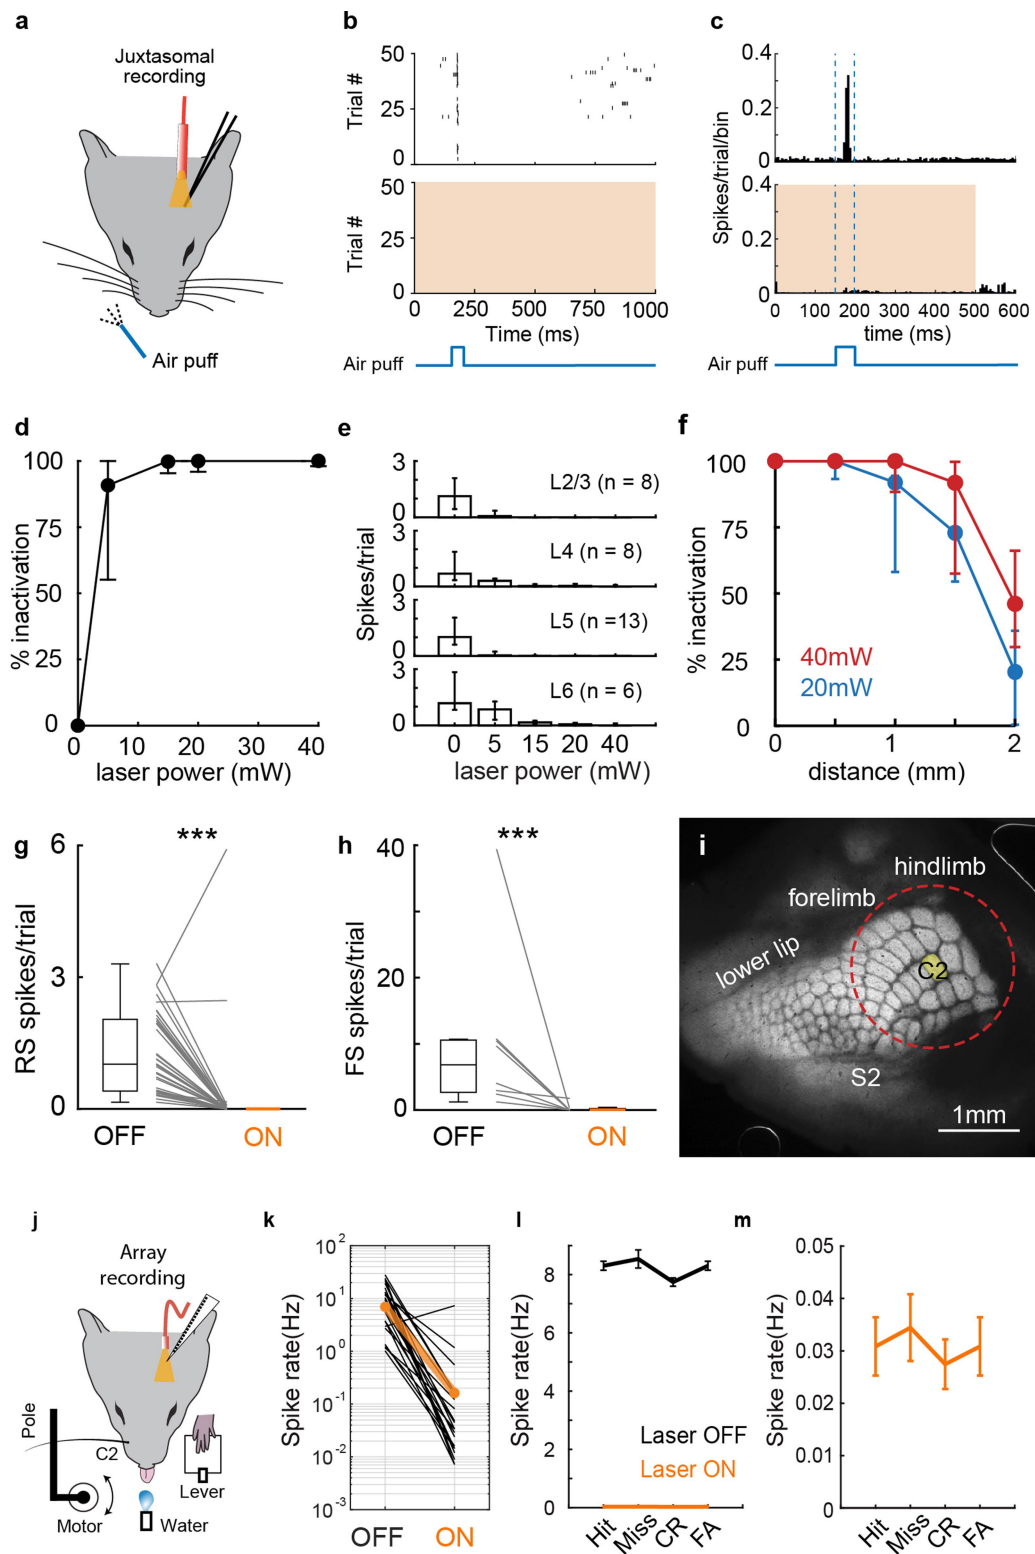 a
Juxtasomal
recording
Air puff
b
Trial #
50
25
0
Trial #
50
25
0
0 250 500 750 1000
Time (ms)
Air puff
c
Spikes/trial/bin
0.4
0.2
0
0.4
0.2
0
0 100 200 300 400 500 600
time (ms)
Air puff
d
% inactivation
100
75
50
25
0
0 10 20 30 40
laser power (mW)
e
Spikes/trial
3
0
L2/3 (n = 8)
3
0
L4 (n = 8)
3
0
L5 (n =13)
3
0
L6 (n = 6)
0 5 15 20 40
laser power (mW)
f
% inactivation
100
75
50
25
0
40mW
20mW
0 1 2
distance (mm)
g
***
RS spikes/trial
6
3
0
OFF ON
h
***
FS spikes/trial
40
20
0
OFF ON
i
hindlimb
forelimb
lower lip
C2
S2
1mm
j
Array
recording
Pole
C2
Lever
Motor
Water
k
Spike rate(Hz)
10²
10¹
10⁰
10⁻¹
10⁻²
10⁻³
OFF ON
l
Spike rate(Hz)
8
6
4
2
0
Laser OFF
Laser ON
Hit Miss CR FA
m
Spike rate(Hz)
0.05
0.04
0.03
0.02
0.01
0
Hit Miss CR FA